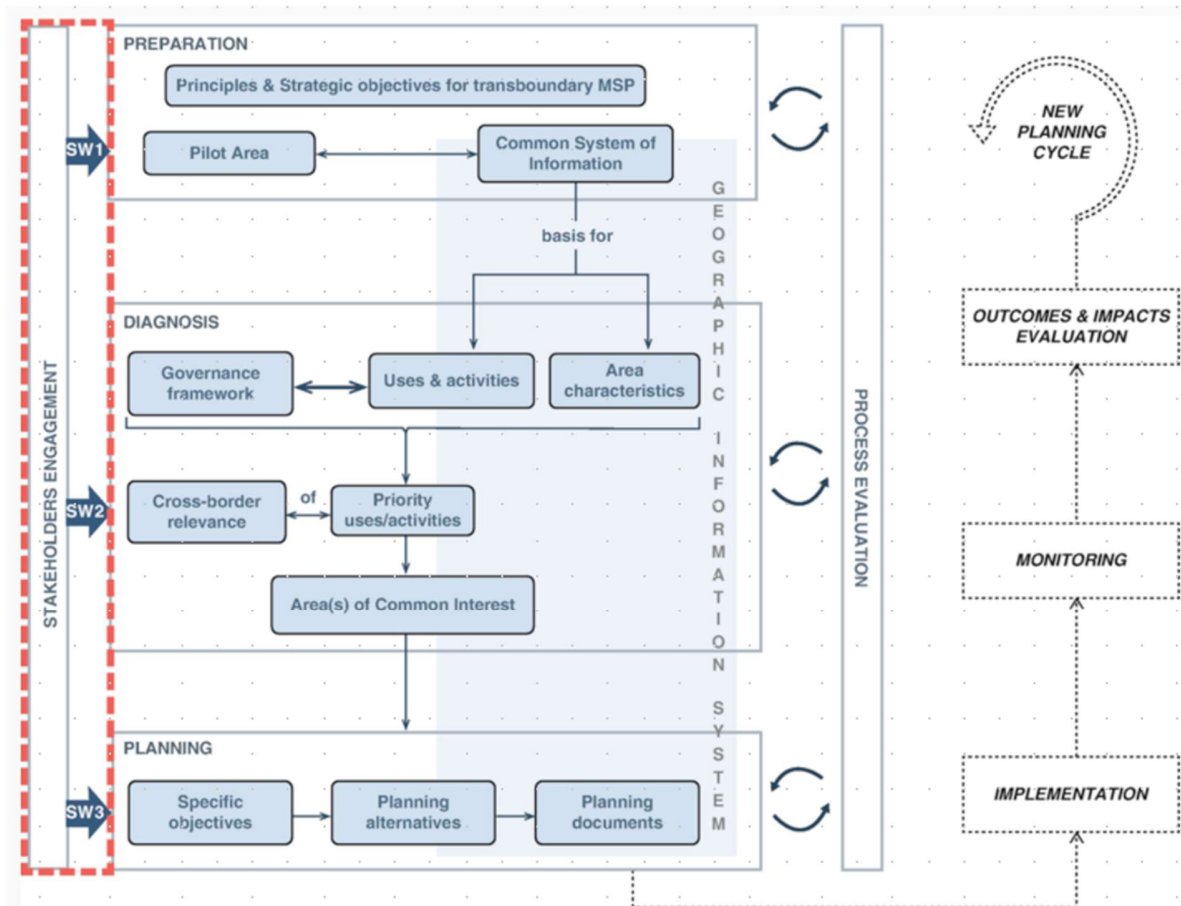 PREPARATION
Principles & Strategic objectives for transboundary MSP
SW1
Pilot Area
Common System of
Information
basis for
DIAGNOSIS
Governance
framework
Uses & activities
Area
characteristics
SW2
Cross-border
relevance
of
Priority
uses/activities
Area(s) of Common Interest
PLANNING
SW3
Specific
objectives
Planning
alternatives
Planning
documents
STAKEHOLDERS ENGAGEMENT
GEOGRAPHIC INFORMATION SYSTEM
PROCESS EVALUATION
NEW
PLANNING
CYCLE
OUTCOMES & IMPACTS
EVALUATION
MONITORING
IMPLEMENTATION